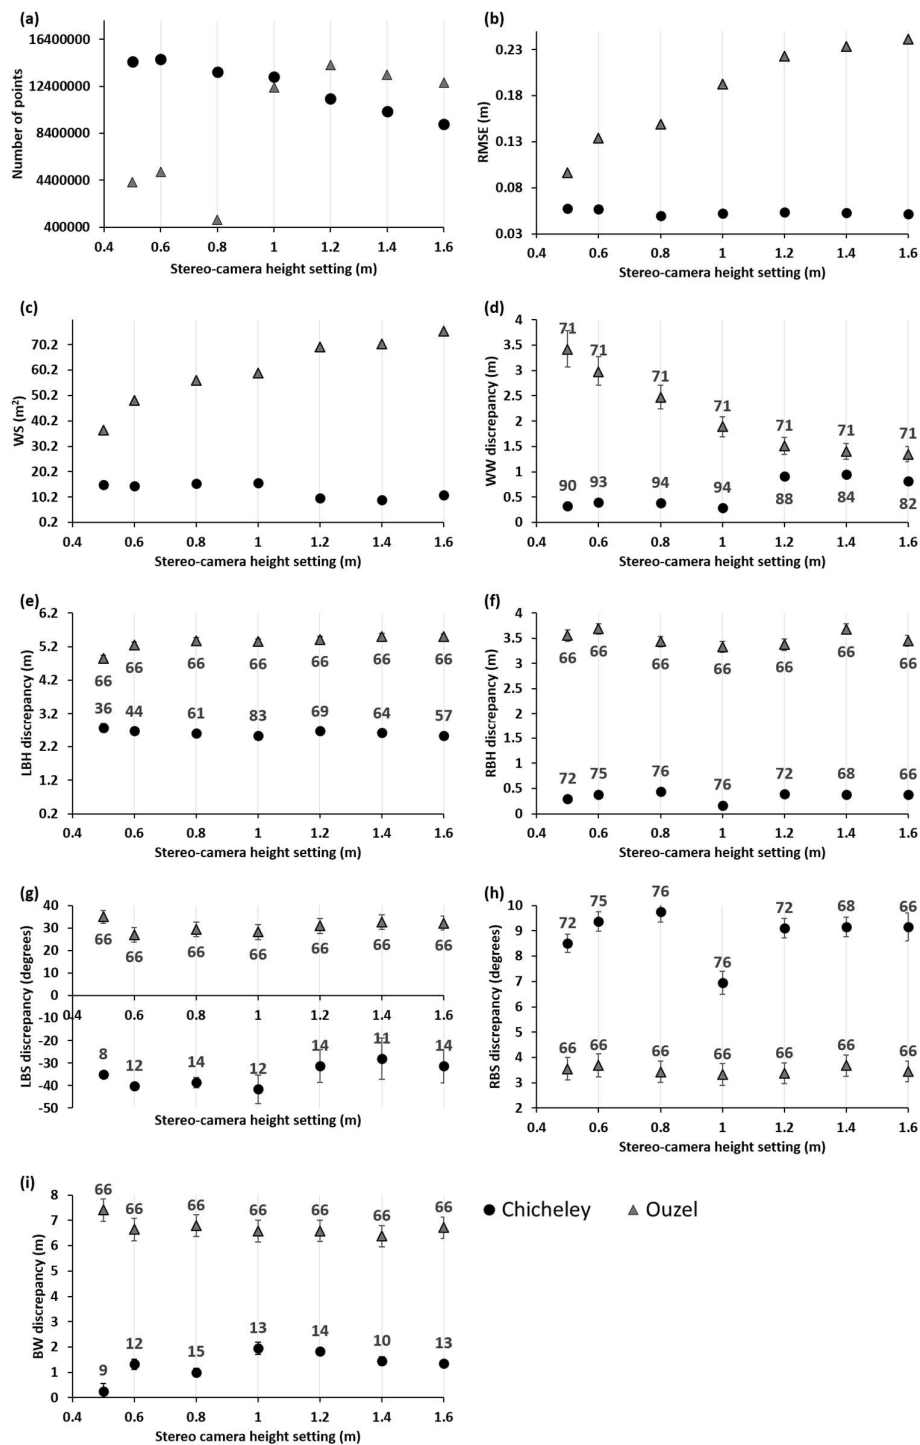 (a)
16400000
12400000
8400000
4400000
400000
Number of points
0.4 0.6 0.8 1 1.2 1.4 1.6
Stereo-camera height setting (m)
(b)
0.23
0.18
0.13
0.08
0.03
RMSE (m)
0.4 0.6 0.8 1 1.2 1.4 1.6
Stereo-camera height setting (m)
(c)
70.2
60.2
50.2
40.2
30.2
20.2
10.2
0.2
WS (m²)
0.4 0.6 0.8 1 1.2 1.4 1.6
Stereo-camera height setting (m)
(d)
4
3.5
3
2.5
2
1.5
1
0.5
0
WW discrepancy (m)
71 71 71 71 71 71 71
90 93 94 94 88 84 82
0.4 0.6 0.8 1 1.2 1.4 1.6
Stereo-camera height setting (m)
(e)
6.2
5.2
4.2
3.2
2.2
1.2
0.2
LBH discrepancy (m)
66 66 66 66 66 66 66
36 44 61 83 69 64 57
0.4 0.6 0.8 1 1.2 1.4 1.6
Stereo-camera height setting (m)
(f)
4
3.5
3
2.5
2
1.5
1
0.5
0
RBH discrepancy (m)
66 66 66 66 66 66 66
72 75 76 76 72 68 66
0.4 0.6 0.8 1 1.2 1.4 1.6
Stereo-camera height setting (m)
(g)
40
30
20
10
0
-10
-20
-30
-40
-50
LBS discrepancy (degrees)
66 66 66 66 66 66 66
0.4 0.6 0.8 1 1.2 1.4 1.6
8 12 14 12 14 11 14
Stereo-camera height setting (m)
(h)
10
9
8
7
6
5
4
3
2
RBS discrepancy (degrees)
72 75 76 76 72 68 66
66 66 66 66 66 66 66
0.4 0.6 0.8 1 1.2 1.4 1.6
Stereo-camera height setting (m)
(i)
8
7
6
5
4
3
2
1
0
BW discrepancy (m)
66 66 66 66 66 66 66
9 12 15 13 14 10 13
0.4 0.6 0.8 1 1.2 1.4 1.6
Stereo camera height setting (m)
Chicheley Ouzel